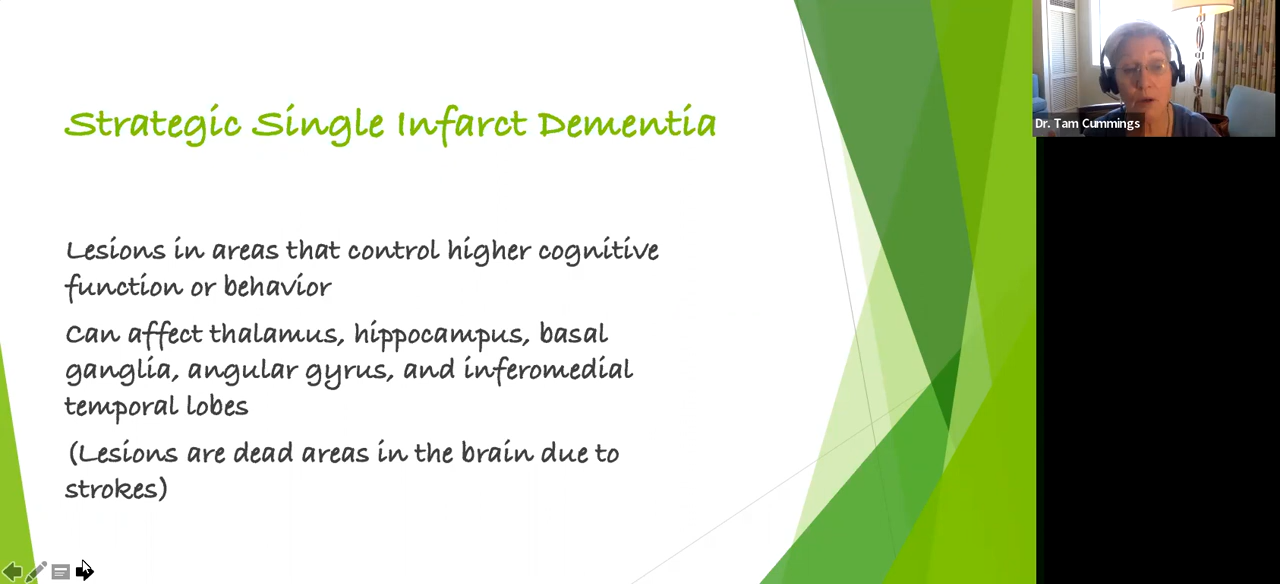 Strategic Single Infarct Dementia
Lesions in areas that control higher cognitive
function or behavior
Can affect thalamus, hippocampus, basal
ganglia, angular gyrus, and inferomedial
temporal lobes
(Lesions are dead areas in the brain due to
strokes)
Dr. Tam Cummings